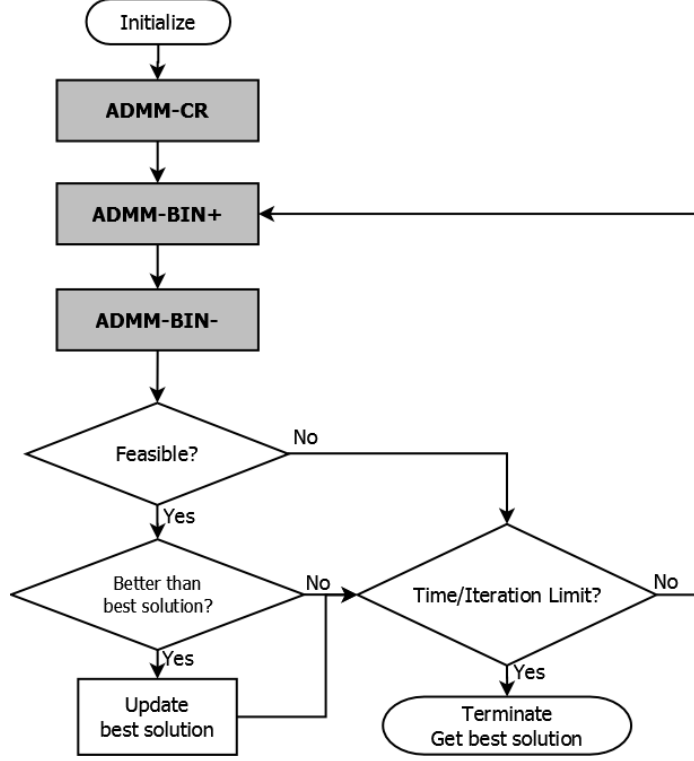 Initialize
ADMM-CR
ADMM-BIN+
ADMM-BIN-
Feasible?
No
Yes
Better than
best solution?
No
Time/Iteration Limit?
No
Yes
Update
best solution
Yes
Terminate
Get best solution